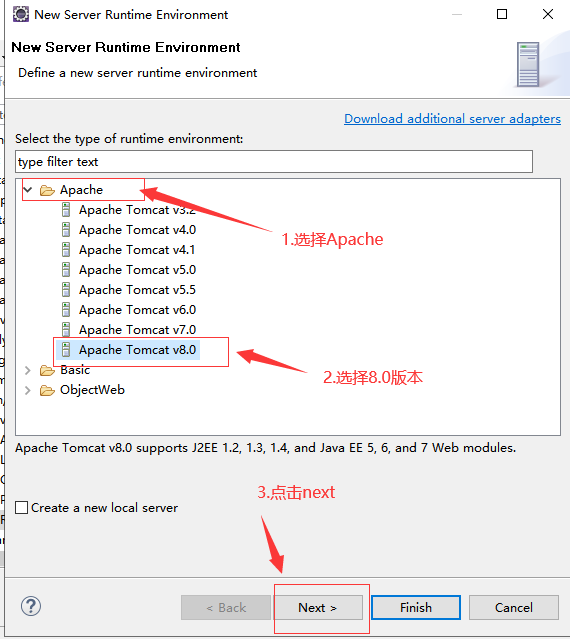 New Server Runtime Environment
New Server Runtime Environment
Define a new server runtime environment
Download additional server adapters
Select the type of runtime environment:
type filter text
Apache
Apache Tomcat v3.2
Apache Tomcat v4.0
1.选择Apache
Apache Tomcat v4.1
Apache Tomcat v5.0
Apache Tomcat v5.5
Apache Tomcat v6.0
Apache Tomcat v7.0
Apache Tomcat v8.0
Basic
2.选择8.0版本
ObjectWeb
Apache Tomcat v8.0 supports J2EE 1.2, 1.3, 1.4, and Java EE 5, 6, and 7 Web modules.
3.点击next
Create a new local server
?
< Back
Next >
Finish
Cancel